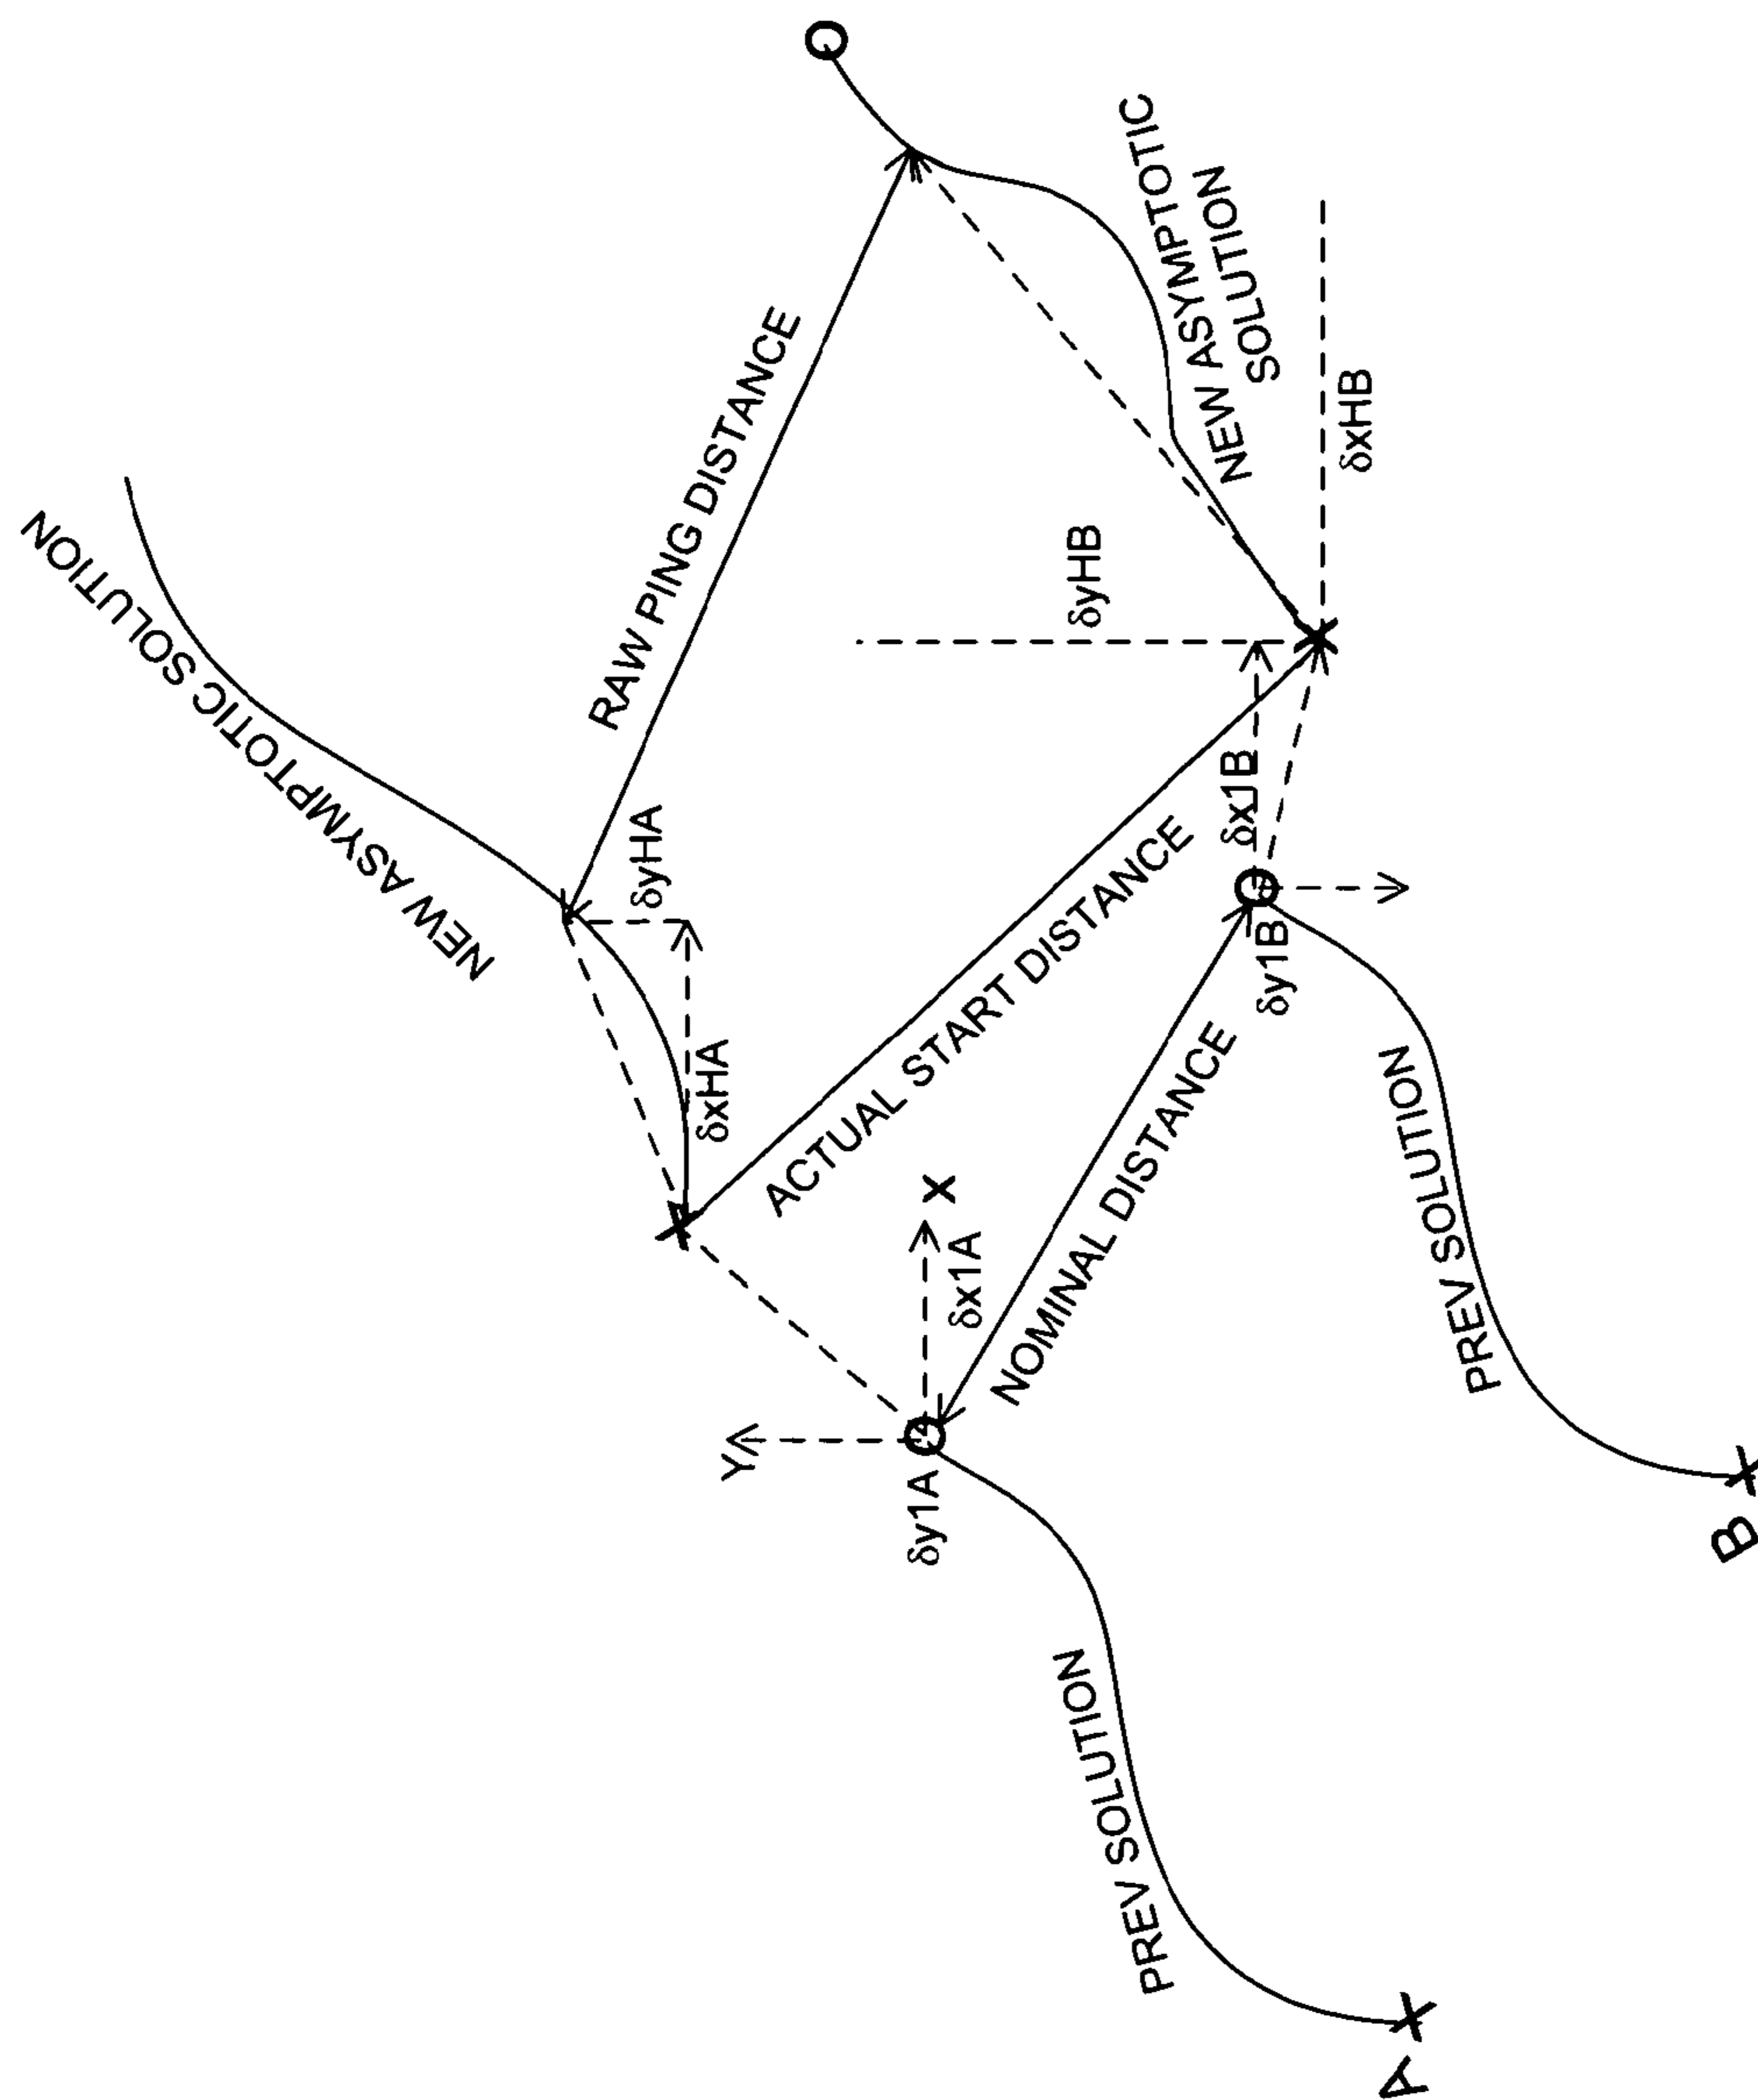 NEW ASYMPTOTIC SOLUTION
RAW PING DISTANCE
Q
NEW ASYMPTOTIC
SOLUTION
δyHA
δxHA
δyHB
δxHB
ACTUAL START DISTANCE
Y
X
δx1A
δy1A
NOMINAL DISTANCE
δx1B
δy1B
PREV SOLUTION
PREV SOLUTION
A
B